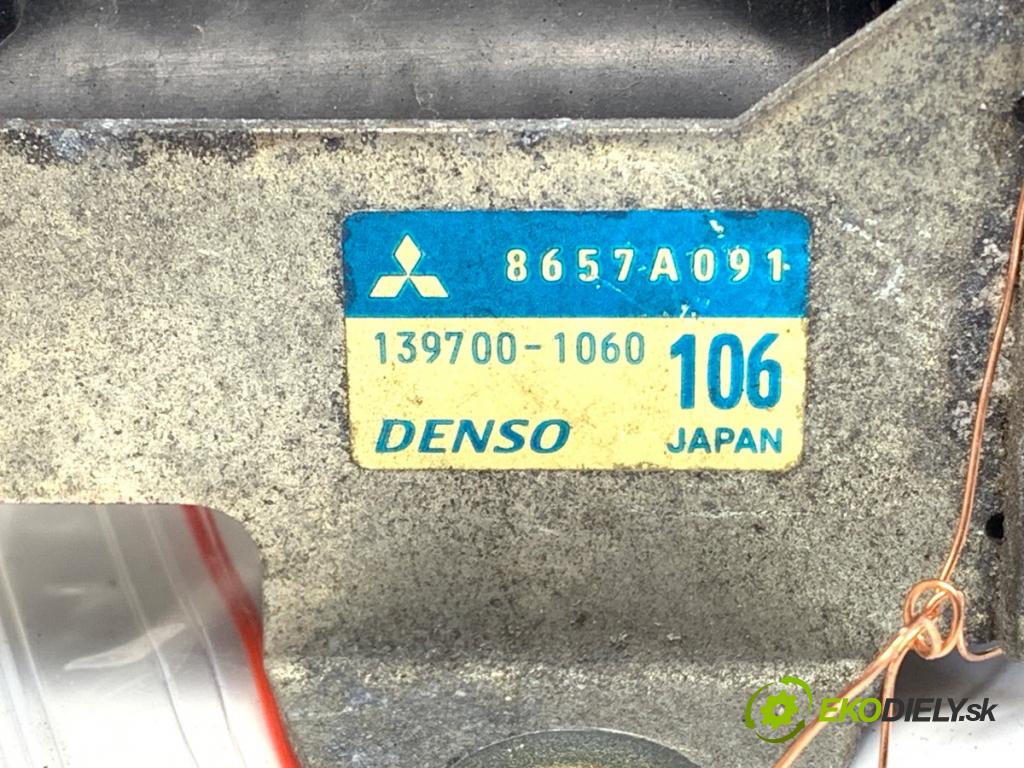 8657A091
139700-1060 106
DENSO JAPAN
EKODIELY.sk